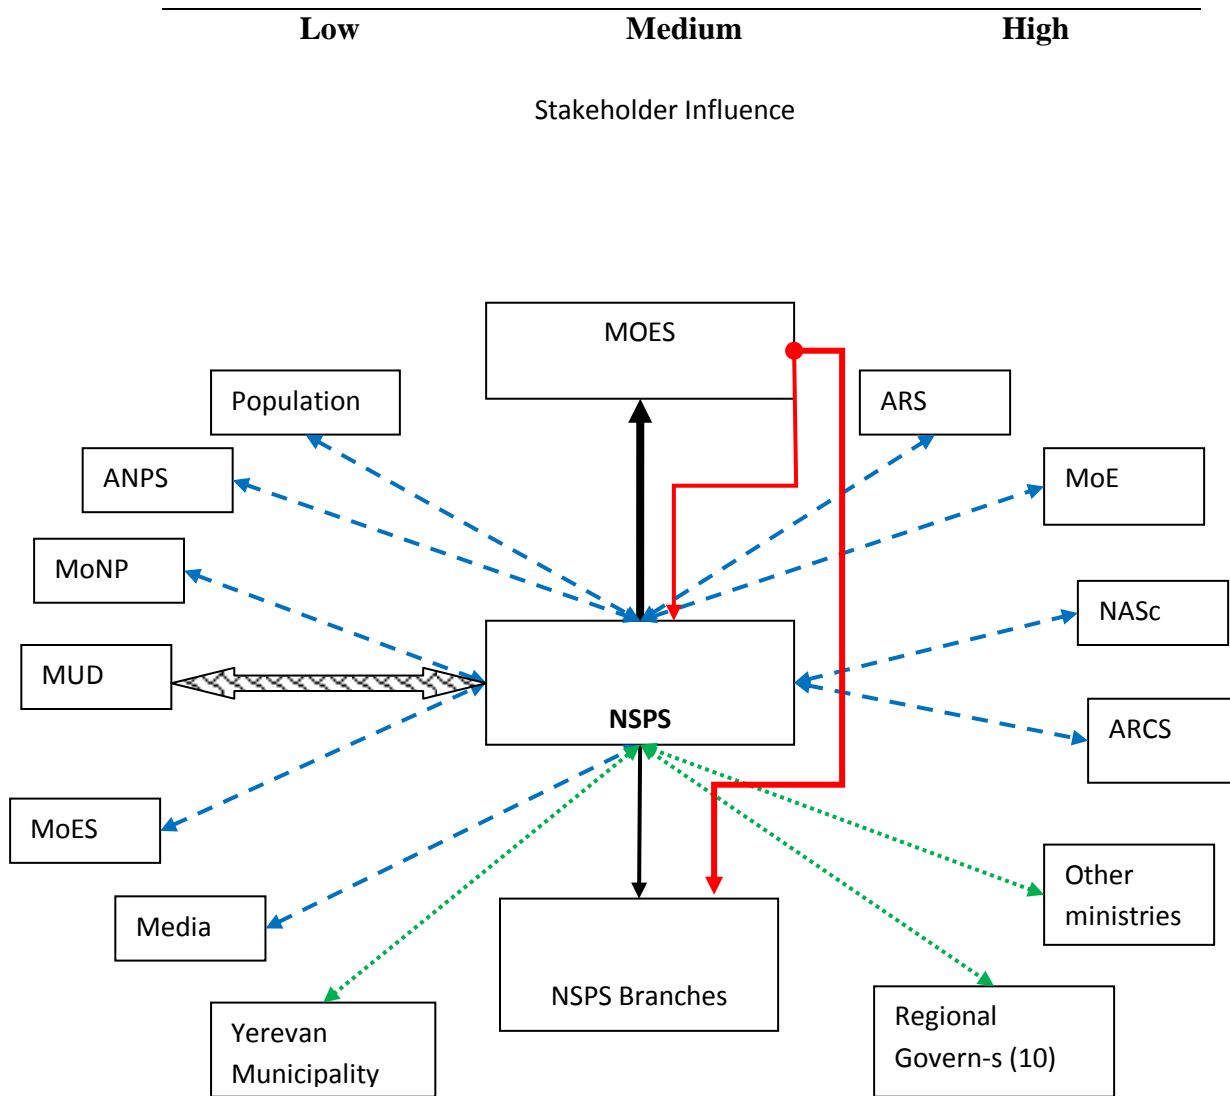 Low Medium High
Stakeholder Influence
MOES
Population
ARS
ANPS
MoE
MoNP
NASc
MUD
NSPS
ARCS
MoES
Media
Other
ministries
NSPS Branches
Yerevan
Municipality
Regional
Govern-s (10)